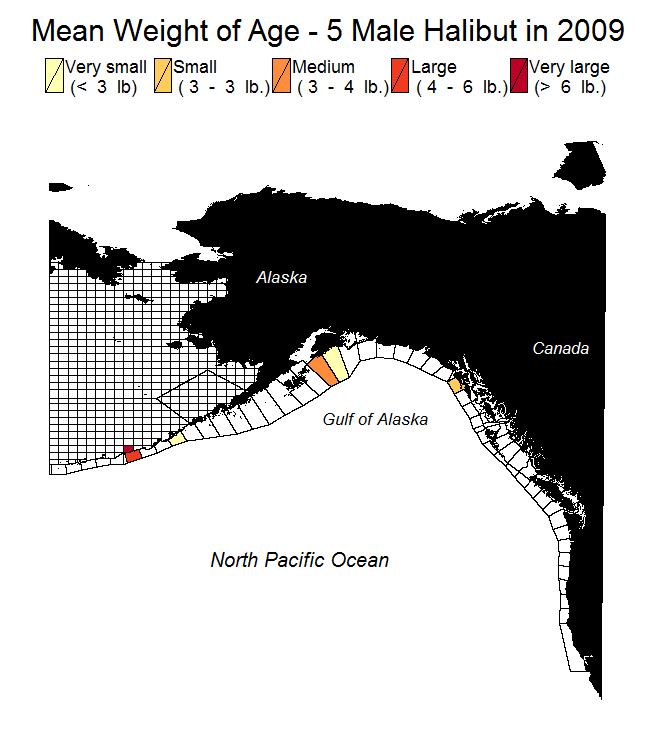 Mean Weight of Age - 5 Male Halibut in 2009
Very small Small Medium Large Very large
(< 3 lb) ( 3 - 3 lb.) ( 3 - 4 lb.) ( 4 - 6 lb.) (> 6 lb.)
Alaska
Canada
Gulf of Alaska
North Pacific Ocean